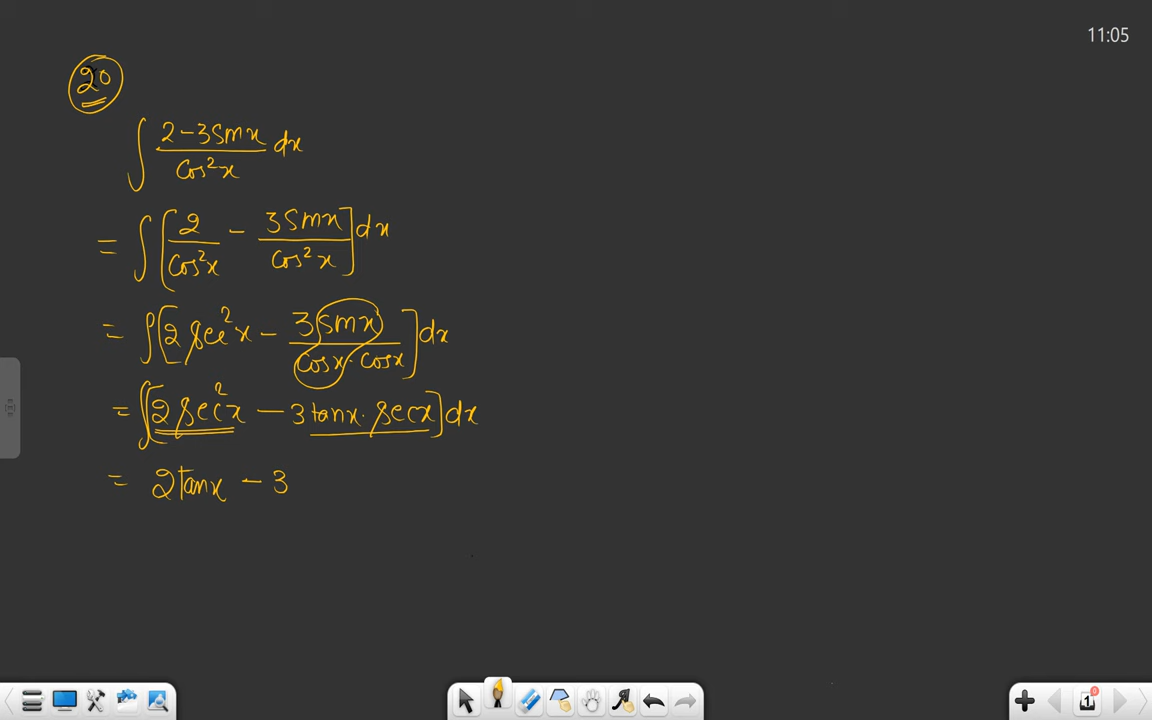 11:05
20
∫ (2-3sinx)/(cos²x) dx
= ∫ [2/(cos²x) - (3sinx)/(cos²x)] dx
= ∫ [2sec²x - (3sinx)/(cosx·cosx)] dx
= ∫ [2sec²x - 3tanx·secx] dx
= 2tanx - 3
1